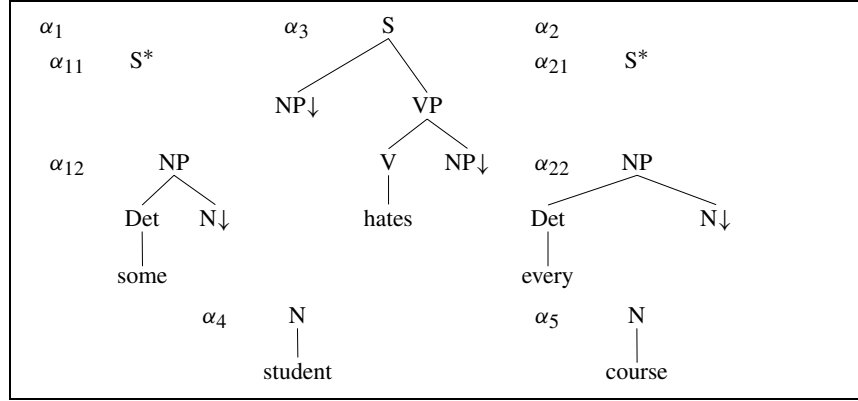 α₁ α₃ S α₂
α₁₁ S* α₂₁ S*
NP↓ VP
α₁₂ NP V NP↓ α₂₂ NP
Det N↓ hates Det N↓
some every
α₄ N α₅ N
student course